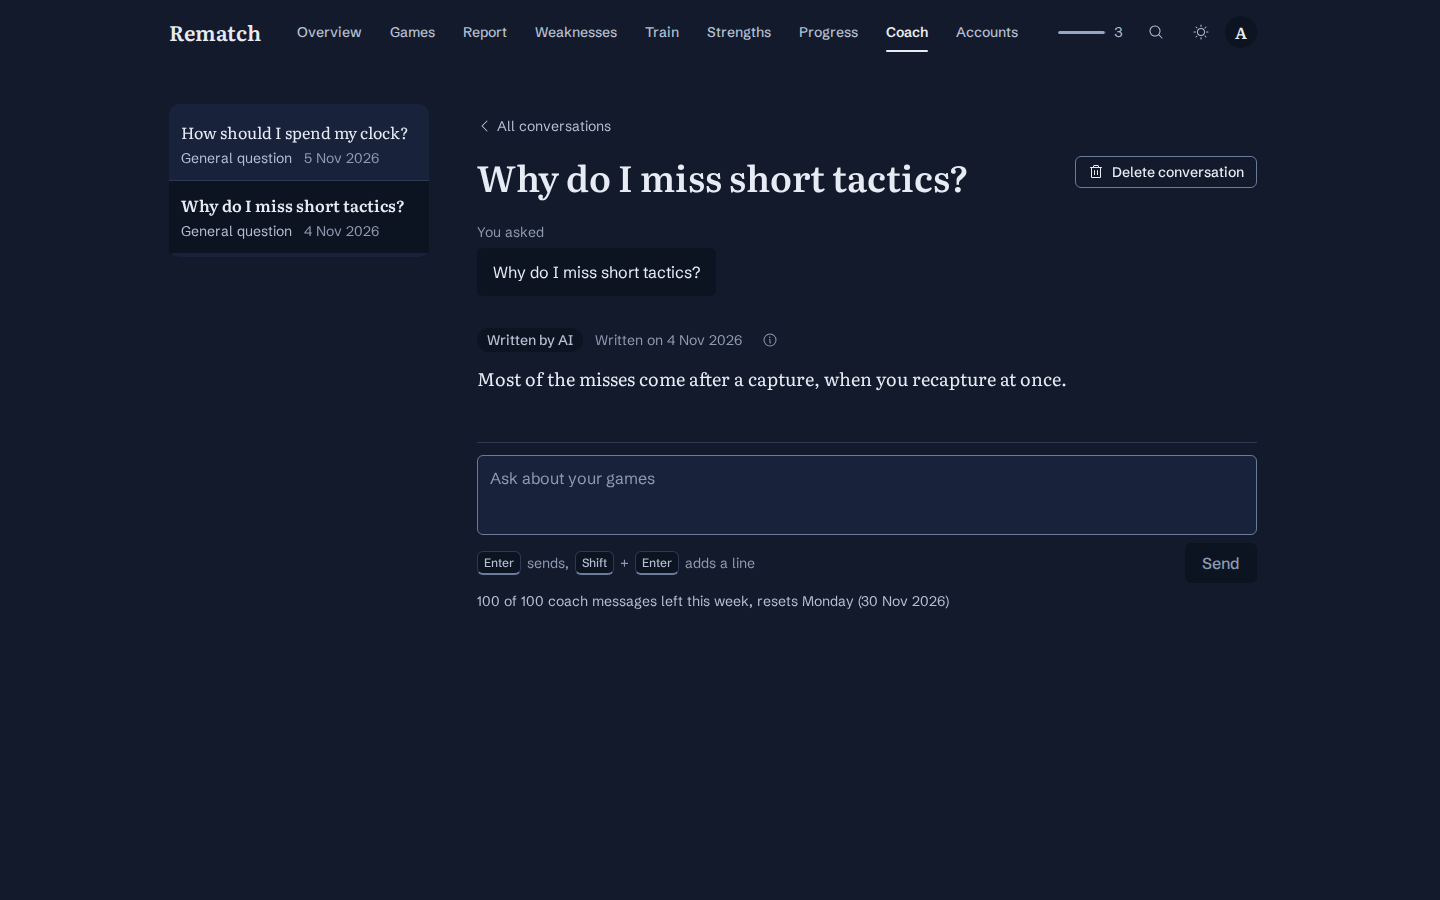 Rematch Overview Games Report Weaknesses Train Strengths Progress Coach Accounts 3 A
How should I spend my clock?
General question 5 Nov 2026
Why do I miss short tactics?
General question 4 Nov 2026
All conversations
Why do I miss short tactics?
Delete conversation
You asked
Why do I miss short tactics?
Written by AI Written on 4 Nov 2026
Most of the misses come after a capture, when you recapture at once.
Ask about your games
Enter sends, Shift + Enter adds a line
Send
100 of 100 coach messages left this week, resets Monday (30 Nov 2026)